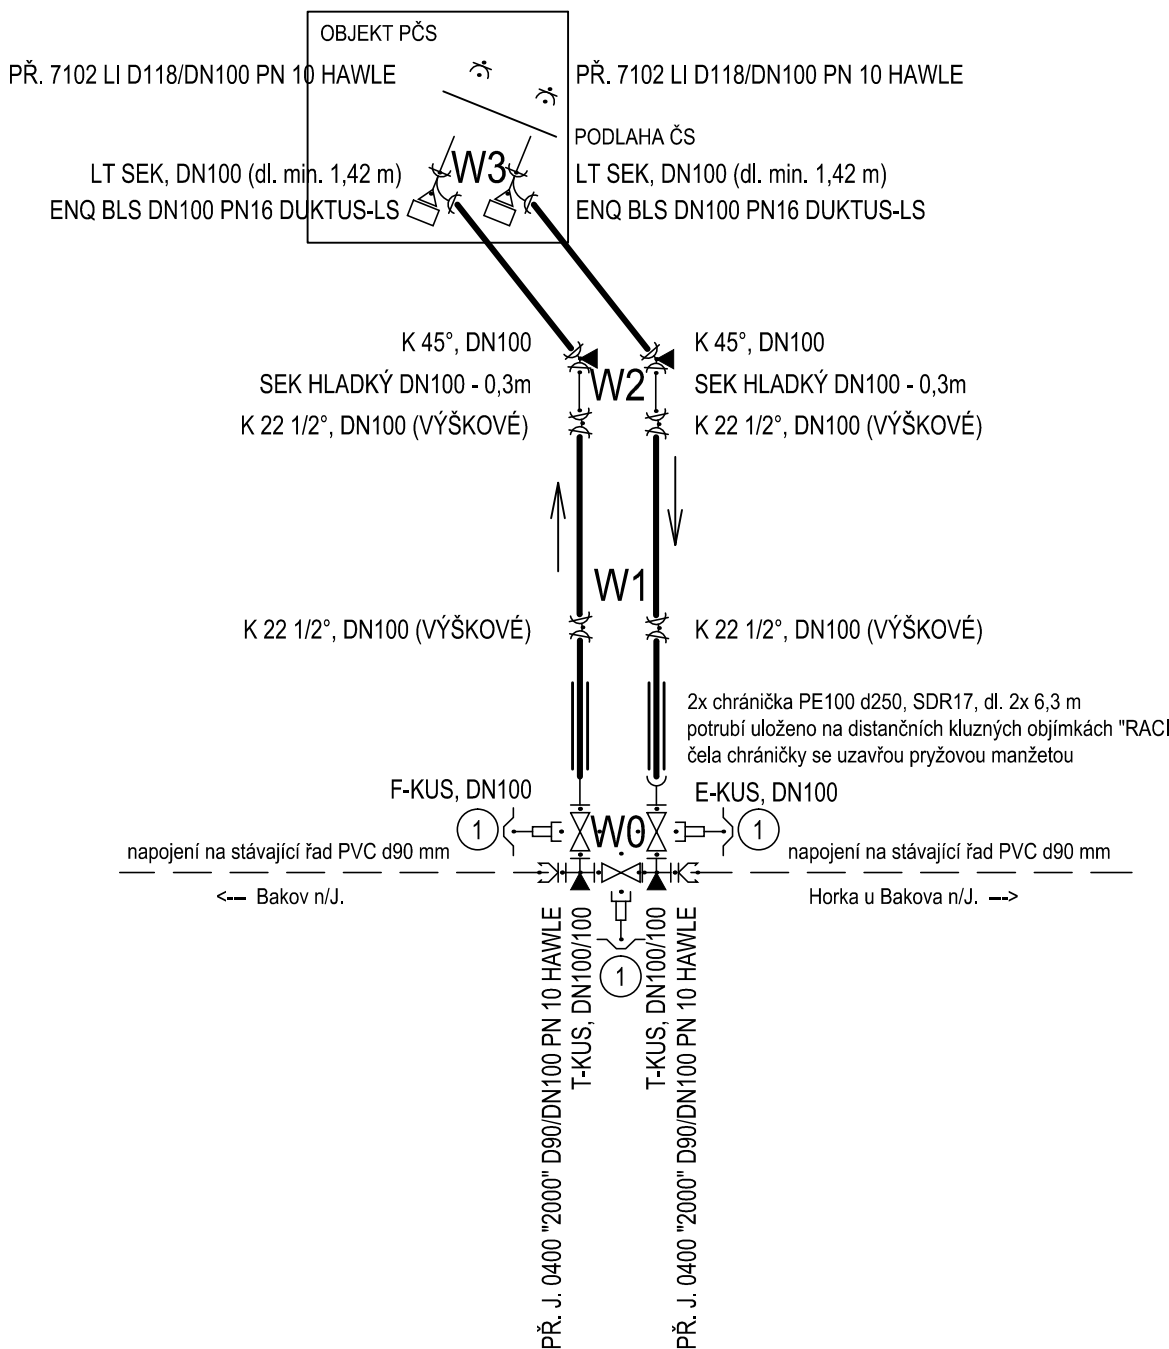 OBJEKT PČS
PŘ. 7102 LI D118/DN100 PN 10 HAWLE
PŘ. 7102 LI D118/DN100 PN 10 HAWLE
PODLAHA ČS
W3
LT SEK, DN100 (dl. min. 1,42 m)
LT SEK, DN100 (dl. min. 1,42 m)
ENQ BLS DN100 PN16 DUKTUS-LS
ENQ BLS DN100 PN16 DUKTUS-LS
K 45°, DN100
K 45°, DN100
W2
SEK HLADKÝ DN100 - 0,3m
SEK HLADKÝ DN100 - 0,3m
K 22 1/2°, DN100 (VÝŠKOVÉ)
K 22 1/2°, DN100 (VÝŠKOVÉ)
W1
K 22 1/2°, DN100 (VÝŠKOVÉ)
K 22 1/2°, DN100 (VÝŠKOVÉ)
2x chránička PE100 d250, SDR17, dl. 2x 6,3 m
potrubí uloženo na distančních kluzných objímkách "RACI
čela chráničky se uzavřou pryžovou manžetou
F-KUS, DN100
E-KUS, DN100
1
W0
1
napojení na stávající řad PVC d90 mm
napojení na stávající řad PVC d90 mm
<--- Bakov n/J.
Horka u Bakova n/J. --->
1
PŘ. J. 0400 "2000" D90/DN100 PN 10 HAWLE
T-KUS, DN100/100
T-KUS, DN100/100
PŘ. J. 0400 "2000" D90/DN100 PN 10 HAWLE